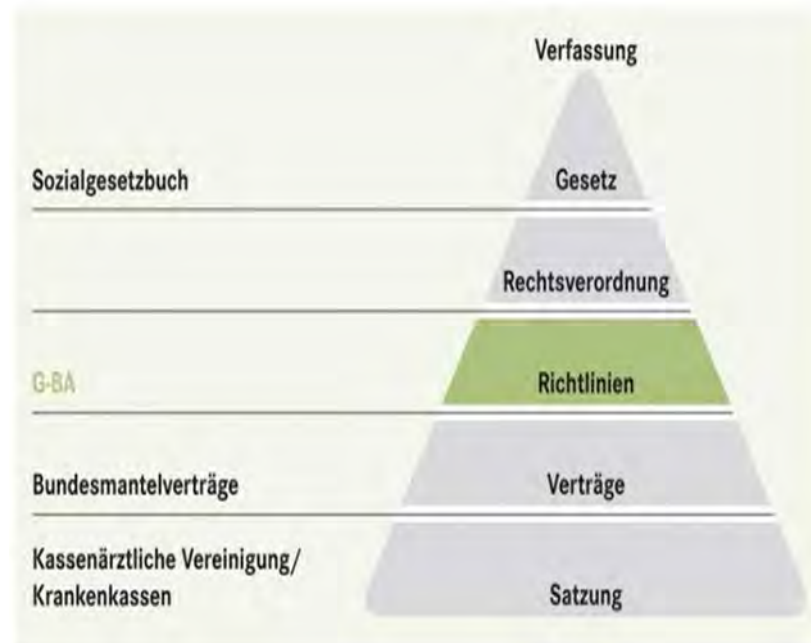 Verfassung
Sozialgesetzbuch
Gesetz
Rechtsverordnung
G-BA
Richtlinien
Bundesmantelverträge
Verträge
Kassenärztliche Vereinigung/
Krankenkassen
Satzung